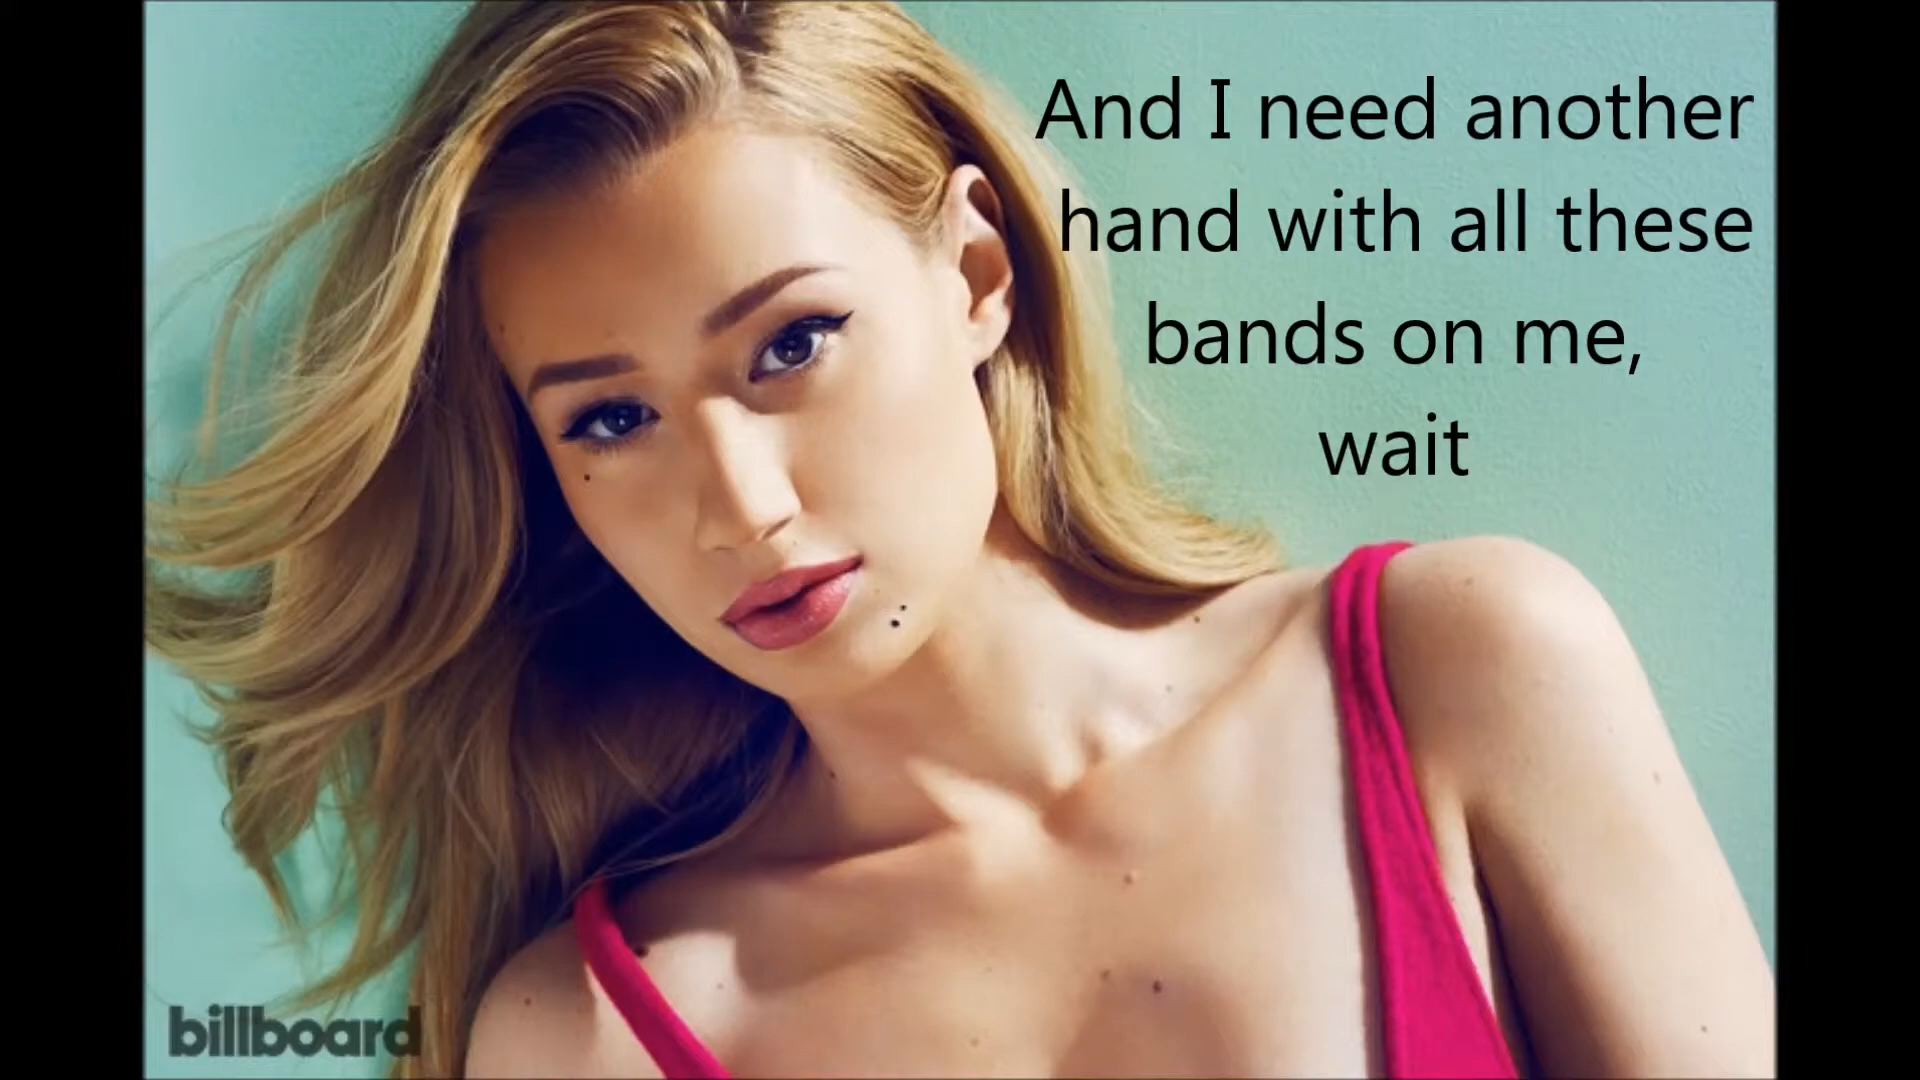 And I need another
hand with all these
bands on me,
wait
billboard